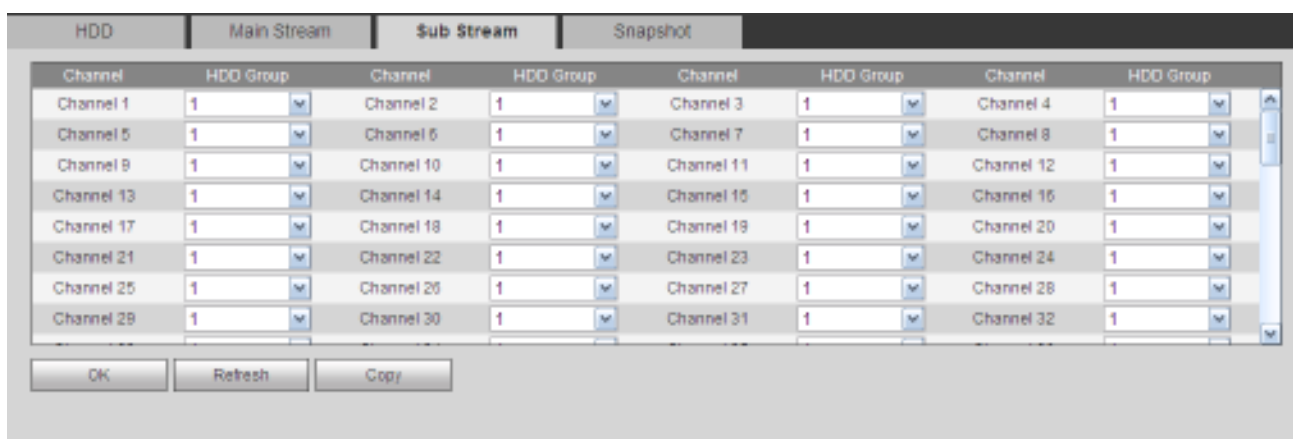 HDD Main Stream Sub Stream Snapshot
Channel HDD Group Channel HDD Group Channel HDD Group Channel HDD Group
Channel 1 1 Channel 2 1 Channel 3 1 Channel 4 1
Channel 5 1 Channel 6 1 Channel 7 1 Channel 8 1
Channel 9 1 Channel 10 1 Channel 11 1 Channel 12 1
Channel 13 1 Channel 14 1 Channel 15 1 Channel 16 1
Channel 17 1 Channel 18 1 Channel 19 1 Channel 20 1
Channel 21 1 Channel 22 1 Channel 23 1 Channel 24 1
Channel 25 1 Channel 26 1 Channel 27 1 Channel 28 1
Channel 29 1 Channel 30 1 Channel 31 1 Channel 32 1
OK Refresh Copy